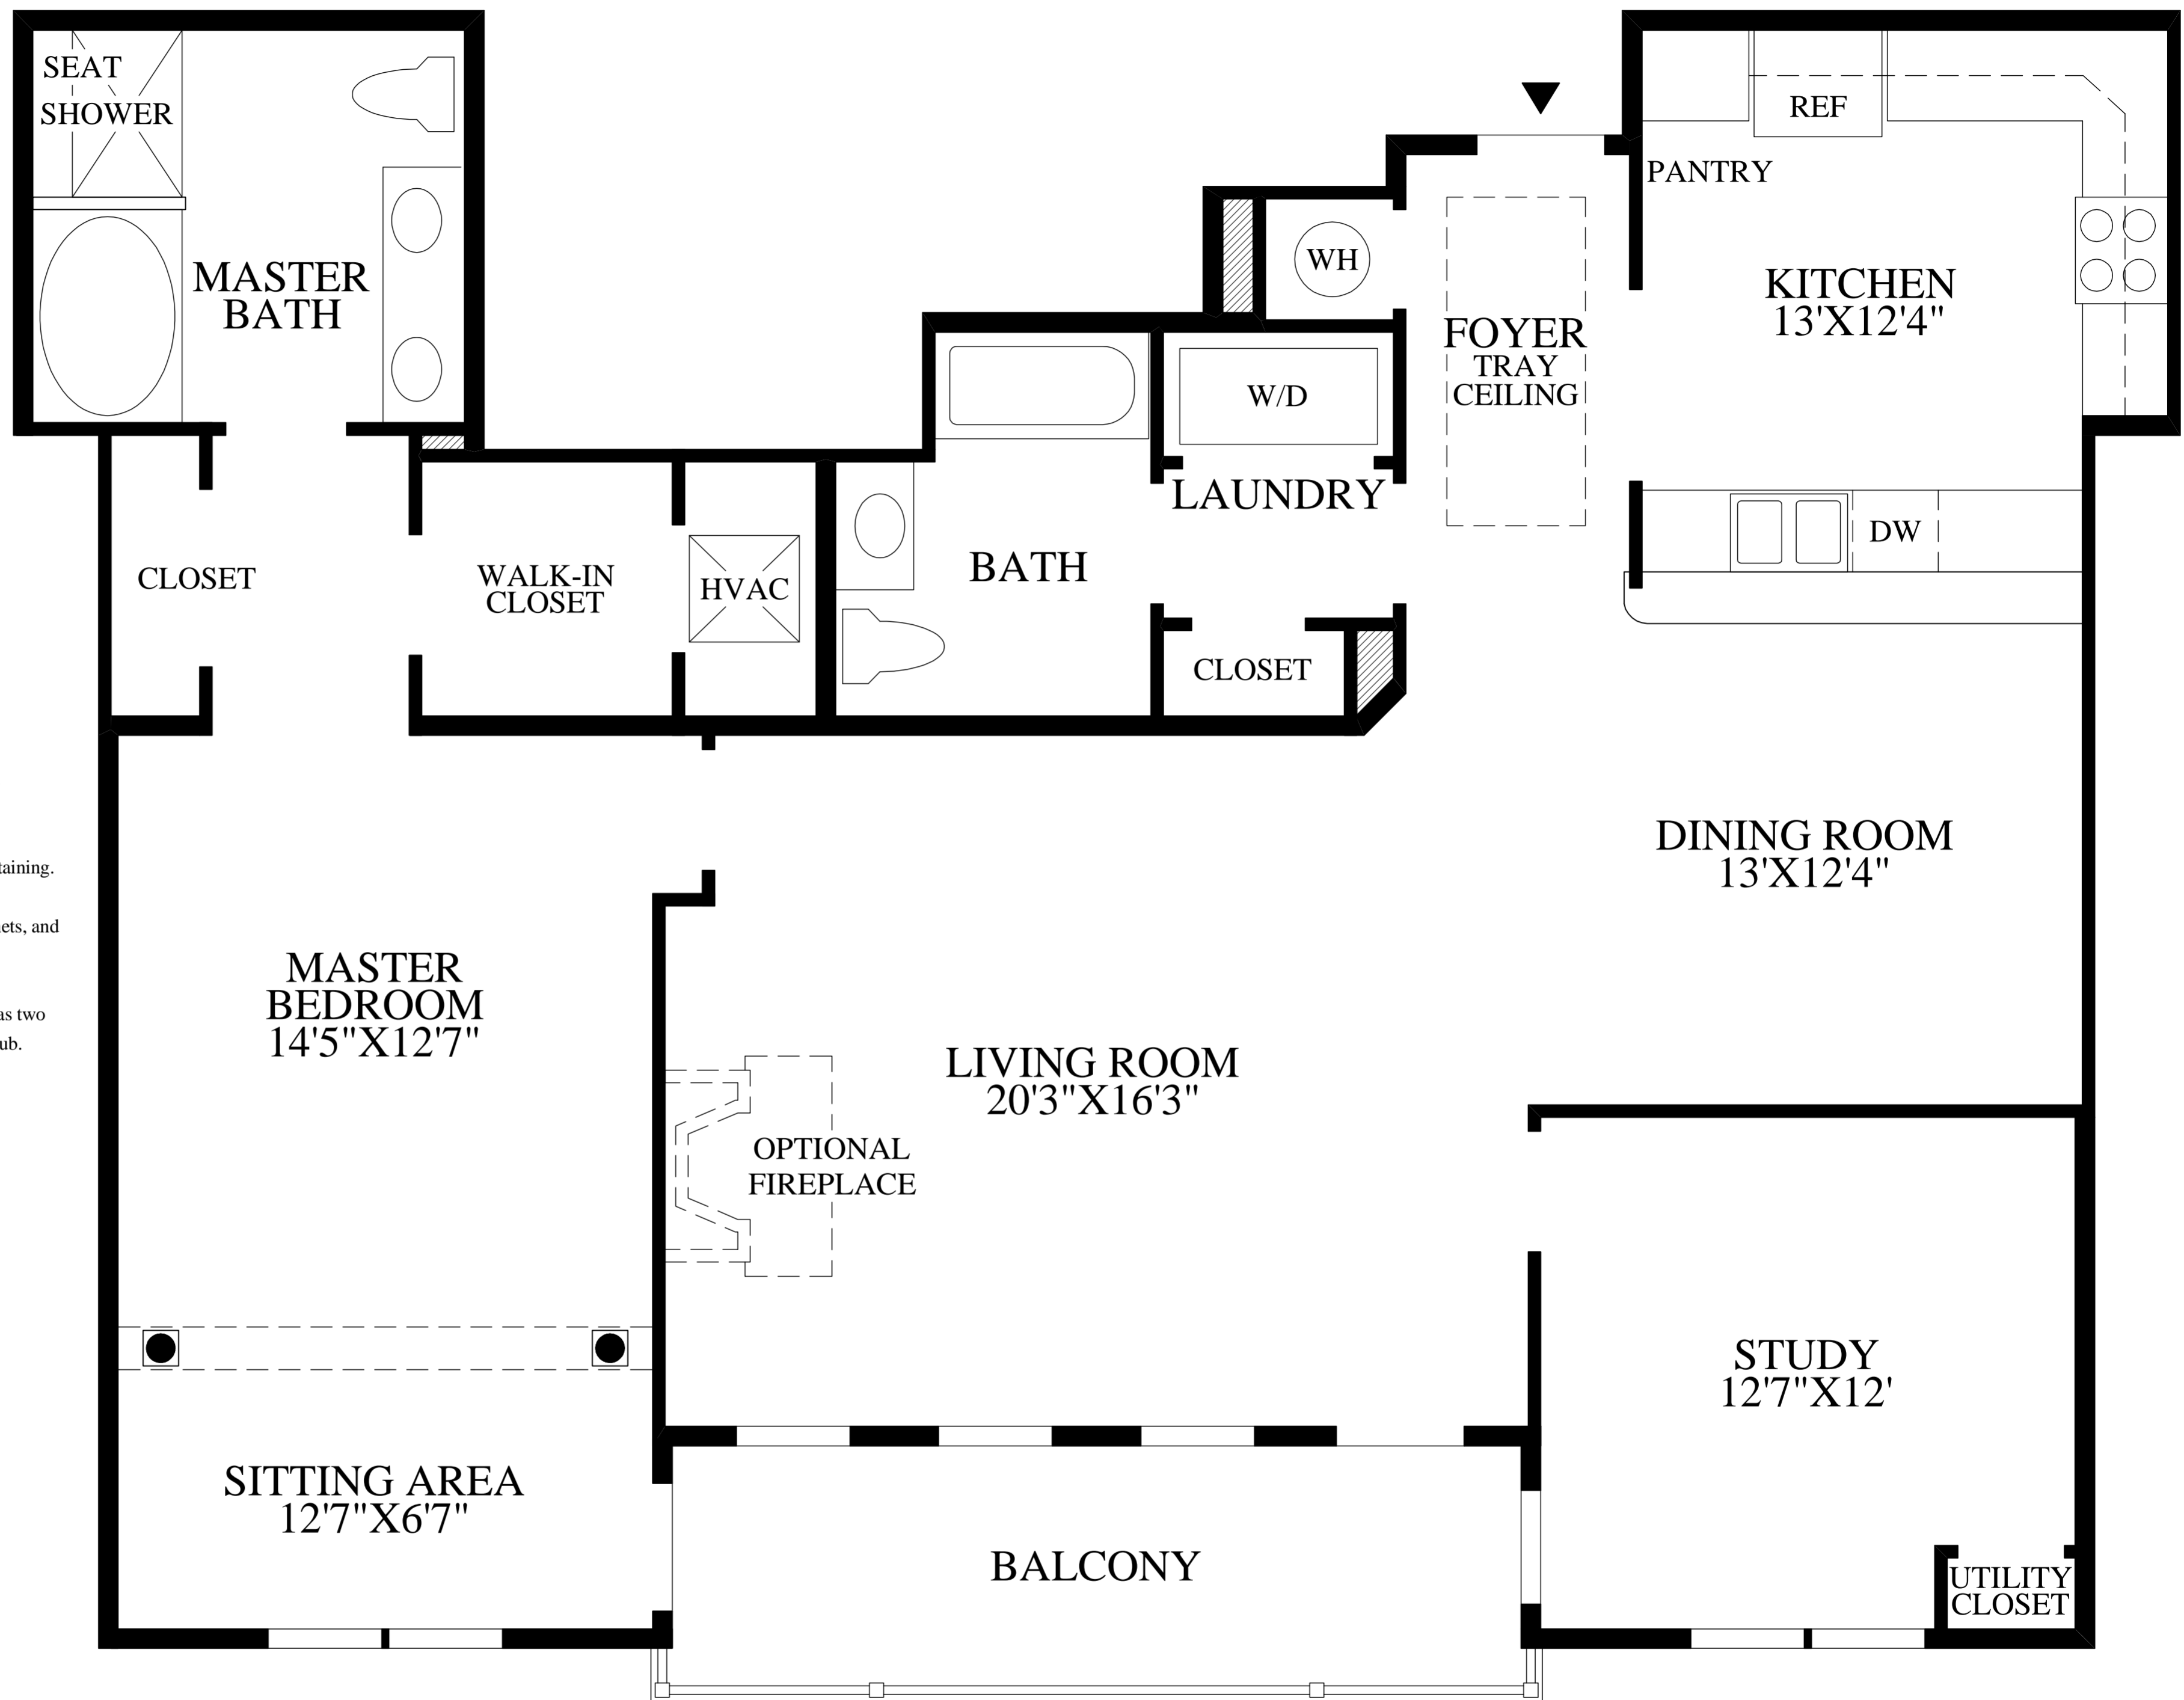 SEAT
SHOWER
MASTER
BATH
REF
PANTRY
WH
KITCHEN
13'X12'4"
FOYER
TRAY
CEILING
W/D
LAUNDRY
DW
CLOSET
WALK-IN
CLOSET
HVAC
BATH
CLOSET
DINING ROOM
13'X12'4"
taining.
ets, and
as two
ub.
MASTER
BEDROOM
14'5"X12'7"
LIVING ROOM
20'3"X16'3"
OPTIONAL
FIREPLACE
STUDY
12'7"X12'
SITTING AREA
12'7"X6'7"
BALCONY
UTILITY
CLOSET